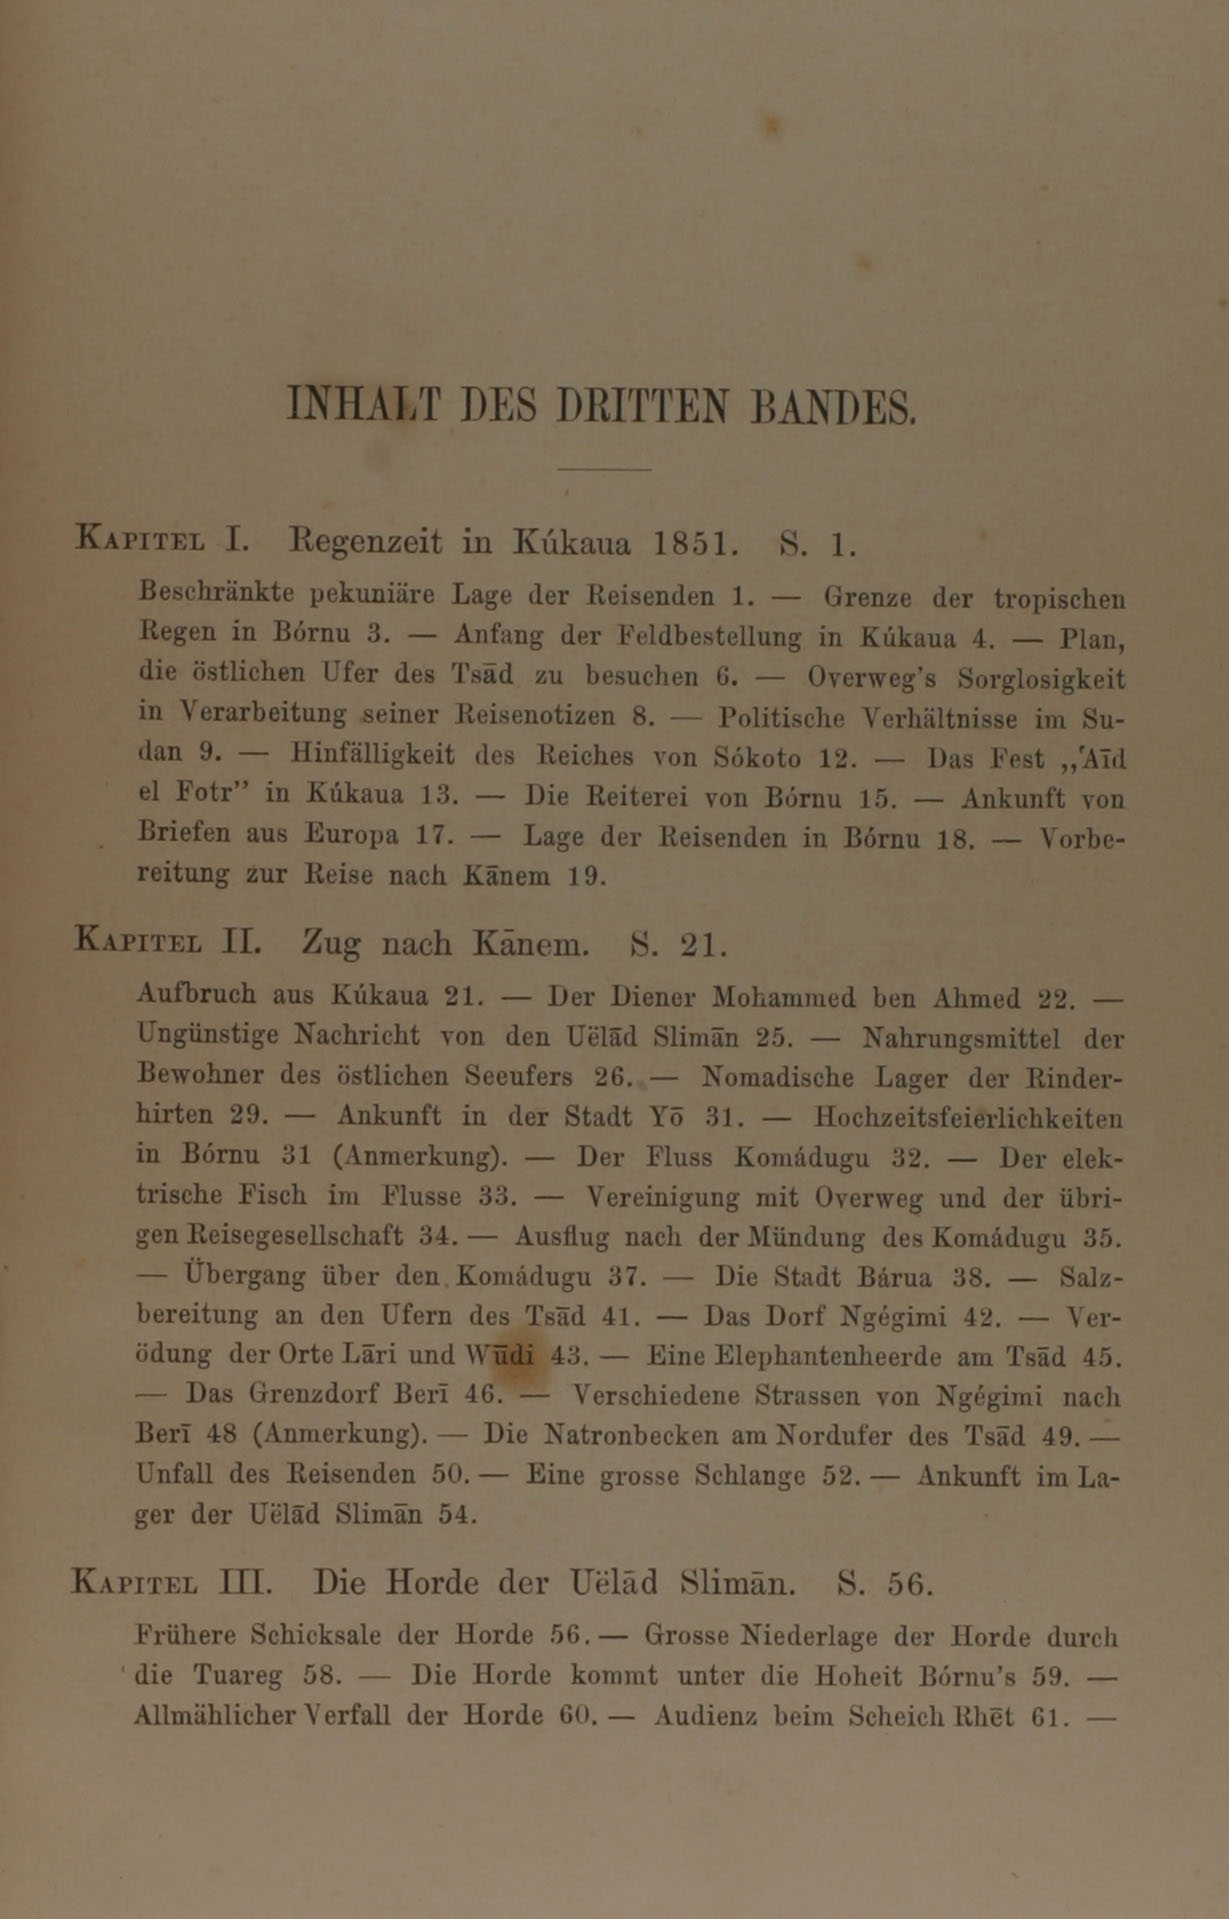 INHALT DES DRITTEN BANDES.
KAPITEL I. Regenzeit in Kúkaua 1851. S. 1.
Beschränkte pekuniäre Lage der Reisenden 1. — Grenze der tropischen
Regen in Bórnu 3. — Anfang der Feldbestellung in Kúkaua 4. — Plan,
die östlichen Ufer des Tsād zu besuchen 6. — Overweg's Sorglosigkeit
in Verarbeitung seiner Reisenotizen 8. — Politische Verhältnisse im Su-
dan 9. — Hinfälligkeit des Reiches von Sókoto 12. — Das Fest „'Aīd
el Fotr” in Kúkaua 13. — Die Reiterei von Bórnu 15. — Ankunft von
Briefen aus Europa 17. — Lage der Reisenden in Bórnu 18. — Vorbe-
reitung zur Reise nach Kānem 19.
KAPITEL II. Zug nach Kānem. S. 21.
Aufbruch aus Kúkaua 21. — Der Diener Mohammed ben Ahmed 22. —
Ungünstige Nachricht von den Uëlād Slimān 25. — Nahrungsmittel der
Bewohner des östlichen Seeufers 26. — Nomadische Lager der Rinder-
hirten 29. — Ankunft in der Stadt Yō 31. — Hochzeitsfeierlichkeiten
in Bórnu 31 (Anmerkung). — Der Fluss Komádugu 32. — Der elek-
trische Fisch im Flusse 33. — Vereinigung mit Overweg und der übri-
gen Reisegesellschaft 34. — Ausflug nach der Mündung des Komádugu 35.
— Übergang über den Komádugu 37. — Die Stadt Bárua 38. — Salz-
bereitung an den Ufern des Tsād 41. — Das Dorf Ngégimi 42. — Ver-
ödung der Orte Lāri und Wūdi 43. — Eine Elephantenheerde am Tsād 45.
— Das Grenzdorf Berī 46. — Verschiedene Strassen von Ngégimi nach
Berī 48 (Anmerkung). — Die Natronbecken am Nordufer des Tsād 49. —
Unfall des Reisenden 50. — Eine grosse Schlange 52. — Ankunft im La-
ger der Uëlād Slimān 54.
KAPITEL III. Die Horde der Uëlād Slimān. S. 56.
Frühere Schicksale der Horde 56. — Grosse Niederlage der Horde durch
die Tuareg 58. — Die Horde kommt unter die Hoheit Bórnu's 59. —
Allmählicher Verfall der Horde 60. — Audienz beim Scheich Rhēt 61. —